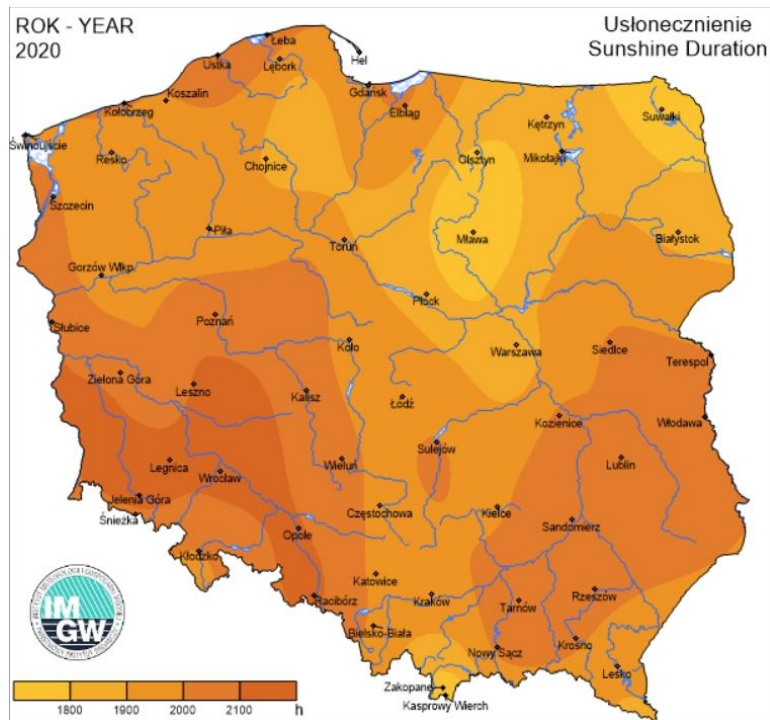 ROK - YEAR
2020
Usłonecznienie
Sunshine Duration
Łeba
Hel
Ustka
Lębork
Gdańsk
Koszalin
Kołobrzeg
Elbląg
Kętrzyn
Suwałki
Świnoujście
Resko
Chojnice
Olsztyn
Mikołajki
Szczecin
Piła
Toruń
Mława
Białystok
Gorzów Wlkp.
Płock
Słubice
Poznań
Koło
Warszawa
Siedlce
Terespol
Zielona Góra
Leszno
Kalisz
Łódź
Kozienice
Włodawa
Sulejów
Legnica
Wrocław
Wieluń
Lublin
Jelenia Góra
Śnieżka
Częstochowa
Kielce
Sandomierz
Opole
Kłodzko
Katowice
Racibórz
Kraków
Tarnów
Rzeszów
Bielsko-Biała
Nowy Sącz
Krosno
Lesko
Zakopane
Kasprowy Wierch
IM
GW
1800 1900 2000 2100 h